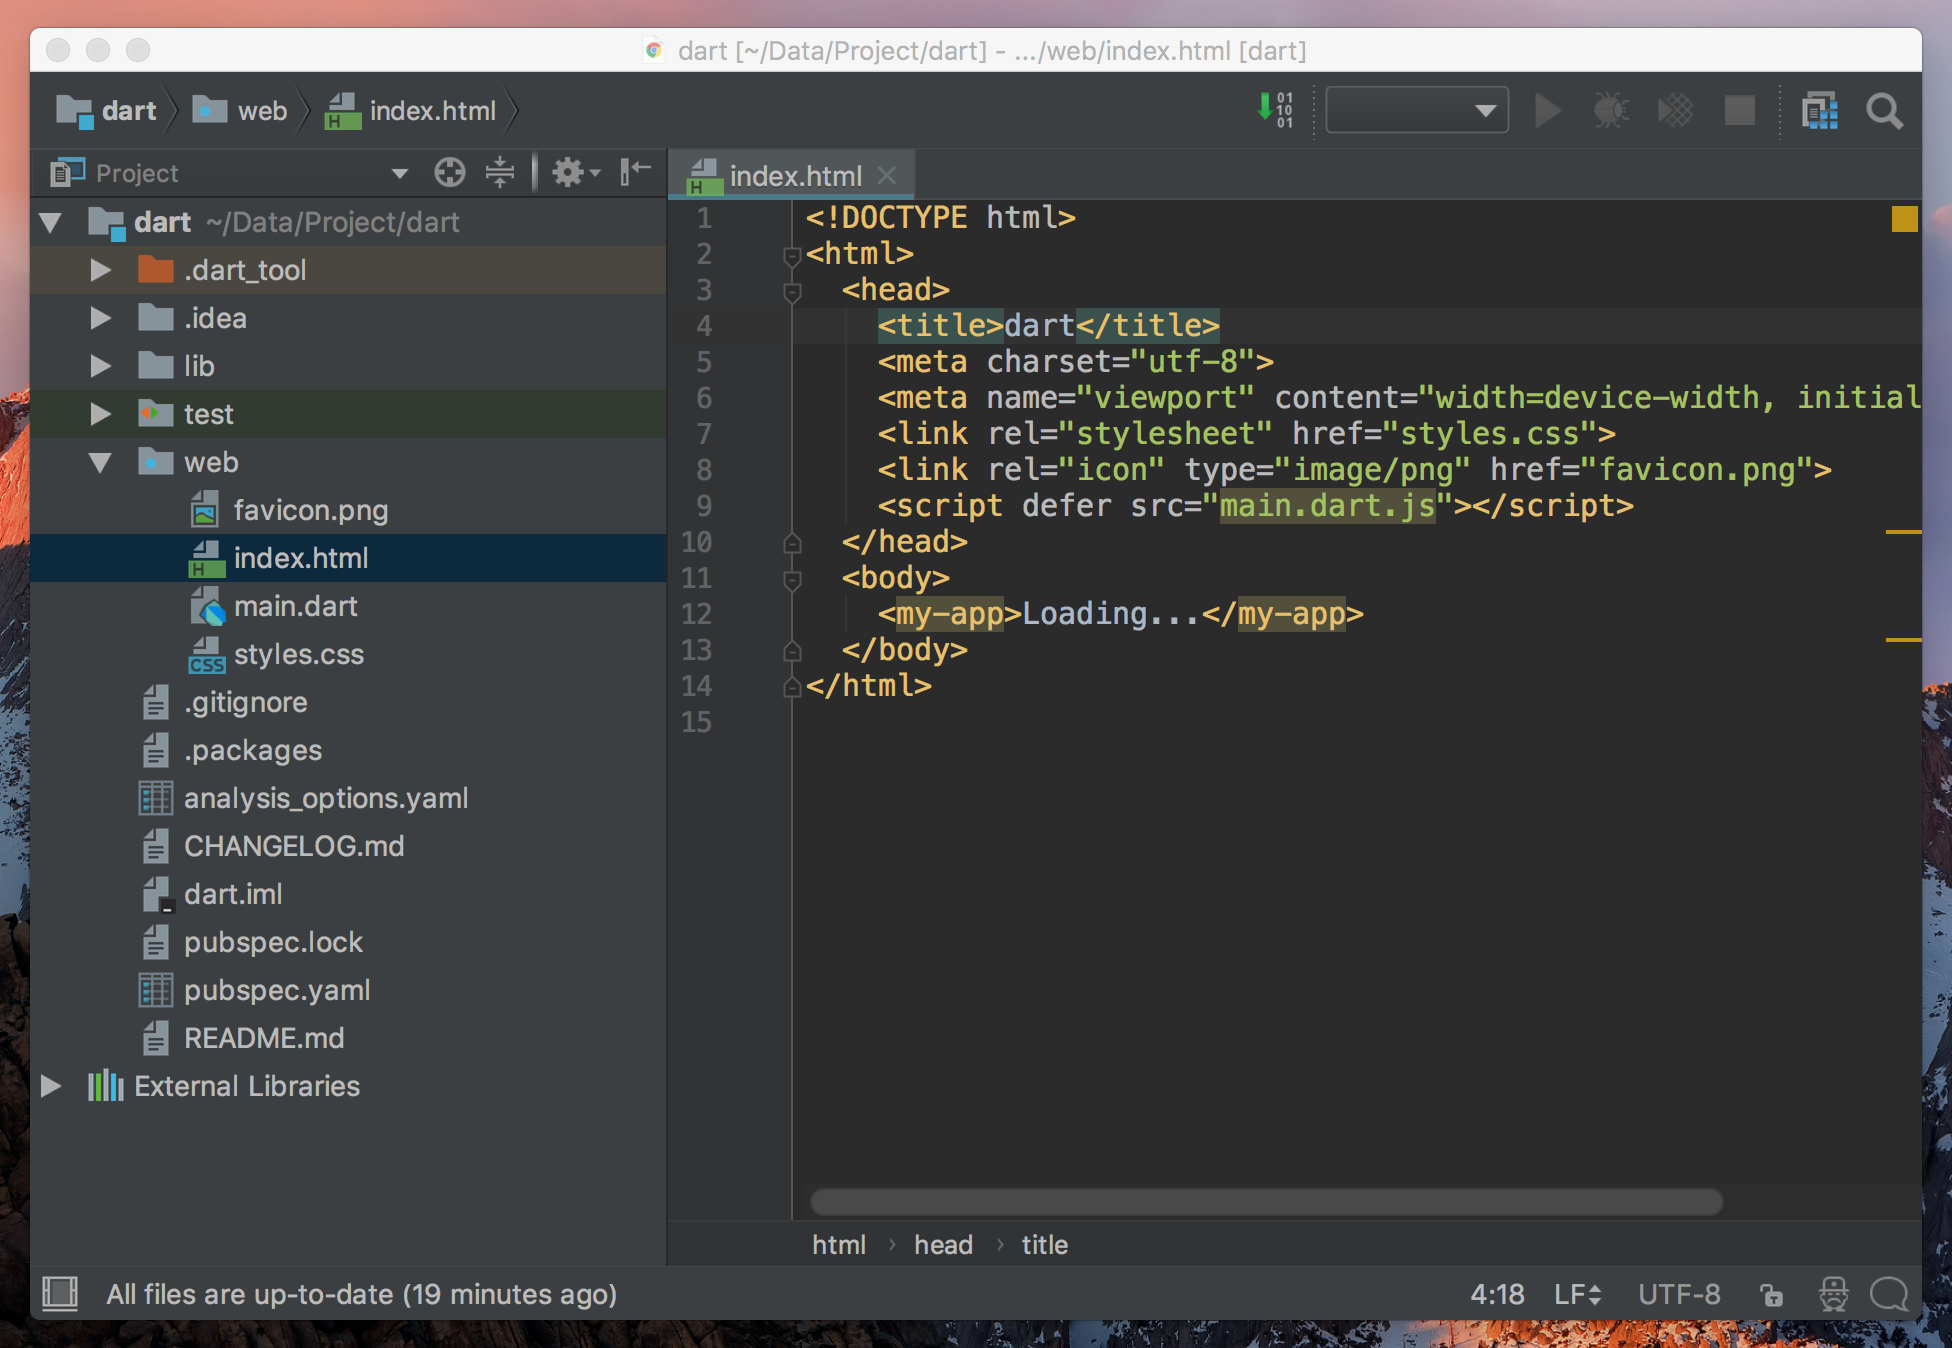 dart [~/Data/Project/dart] - .../web/index.html [dart]
dart web index.html
01
10
01
Project
index.html
dart ~/Data/Project/dart
.dart_tool
.idea
lib
test
web
favicon.png
index.html
main.dart
styles.css
.gitignore
.packages
analysis_options.yaml
CHANGELOG.md
dart.iml
pubspec.lock
pubspec.yaml
README.md
External Libraries
1 <!DOCTYPE html>
2 <html>
3 <head>
4 <title>dart</title>
5 <meta charset="utf-8">
6 <meta name="viewport" content="width=device-width, initial
7 <link rel="stylesheet" href="styles.css">
8 <link rel="icon" type="image/png" href="favicon.png">
9 <script defer src="main.dart.js"></script>
10 </head>
11 <body>
12 <my-app>Loading...</my-app>
13 </body>
14 </html>
15
html › head › title
All files are up-to-date (19 minutes ago)
4:18 LF UTF-8